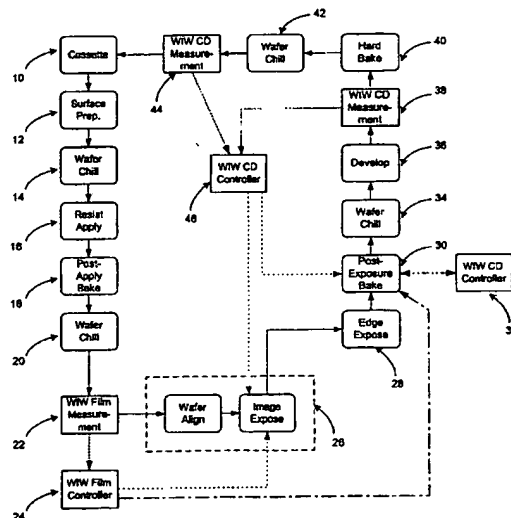 42
Wafer
Chill
Hard
Bake
40
WIW CD
Measure-
ment
44
Cassette
10
Surface
Prep.
12
Wafer
Chill
14
Resist
Apply
16
Post-
Apply
Bake
18
Wafer
Chill
20
WIW Film
Measure-
ment
22
WIW Film
Controller
24
Wafer
Align
Image
Expose
26
Edge
Expose
28
Post-
Exposure
Bake
30
WIW CD
Controller
Wafer
Chill
34
Develop
36
WIW CD
Measure-
ment
38
WIW CD
Controller
46